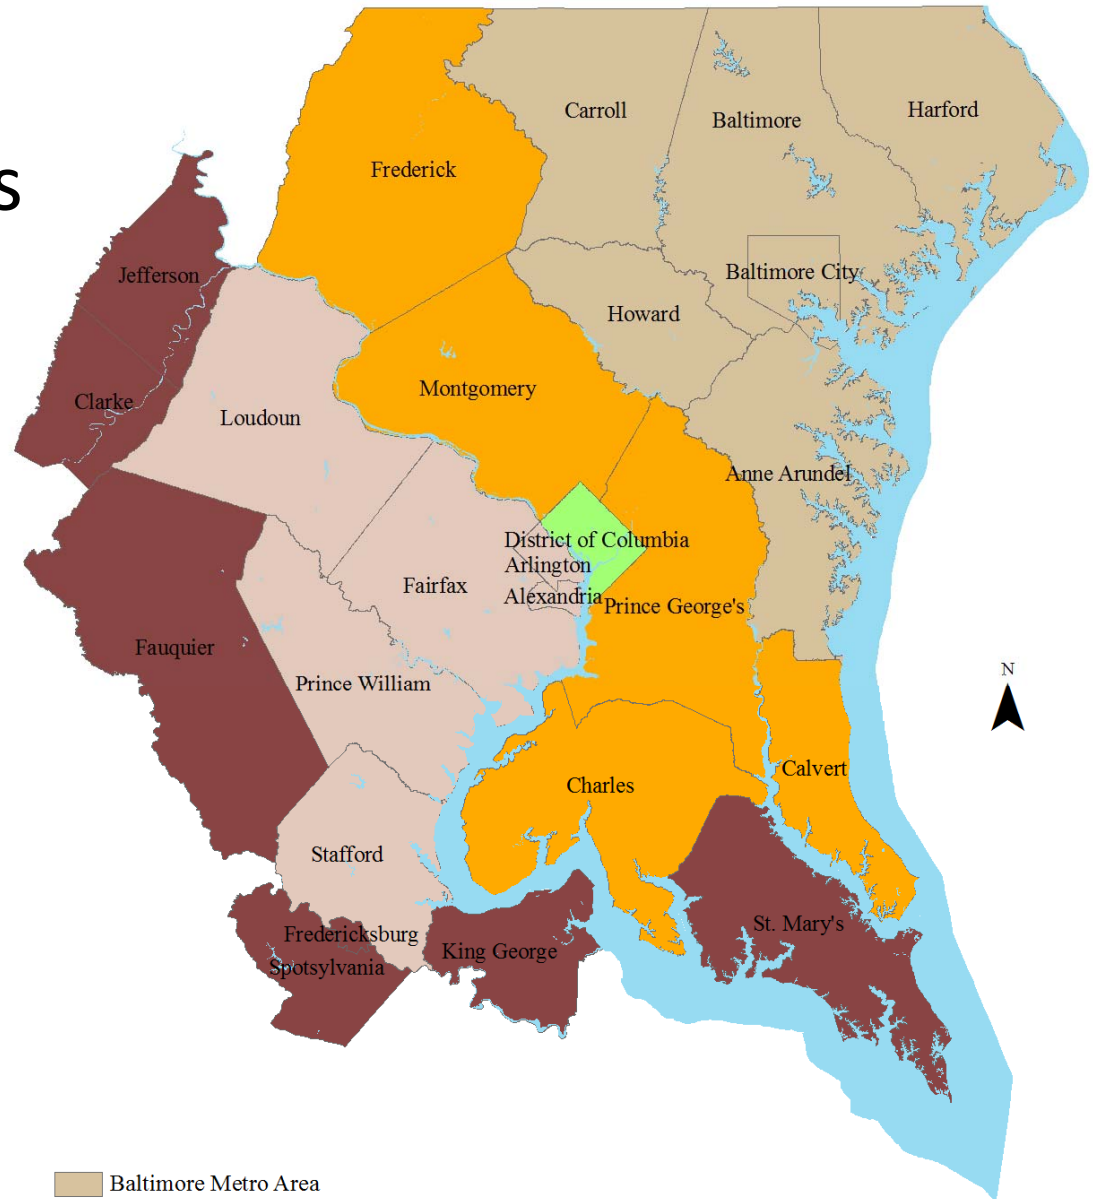 s
Carroll
Harford
Baltimore
Frederick
Jefferson
Baltimore City
Howard
Montgomery
Clarke
Loudoun
Anne Arundel
District of Columbia
Arlington
Fairfax
Alexandria
Prince George's
Fauquier
N
Prince William
Calvert
Charles
Stafford
St. Mary's
Fredericksburg
King George
Spotsylvania
Baltimore Metro Area